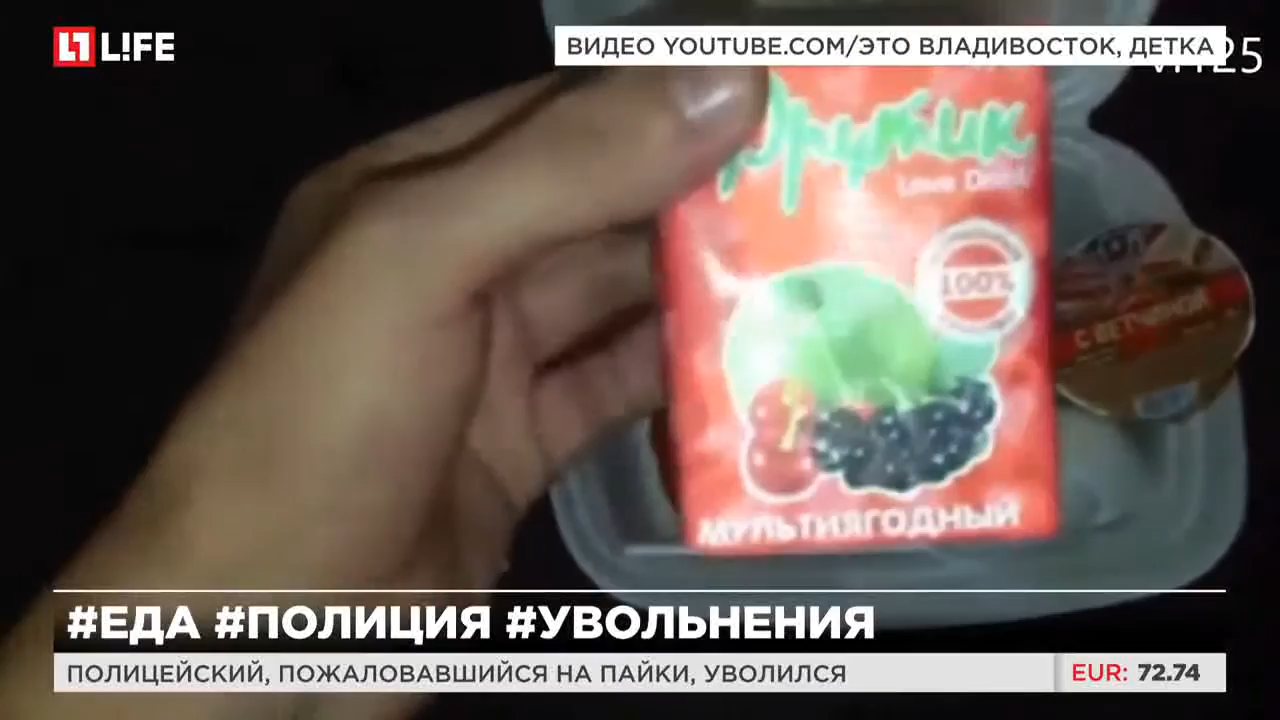 L!FE
ВИДЕО YOUTUBE.COM/ЭТО ВЛАДИВОСТОК, ДЕТКА
Фрутик
100%
С ВЕТЧИНОЙ
МУЛЬТИЯГОДНЫЙ
#ЕДА #ПОЛИЦИЯ #УВОЛЬНЕНИЯ
ПОЛИЦЕЙСКИЙ, ПОЖАЛОВАВШИЙСЯ НА ПАЙКИ, УВОЛИЛСЯ
EUR: 72.74